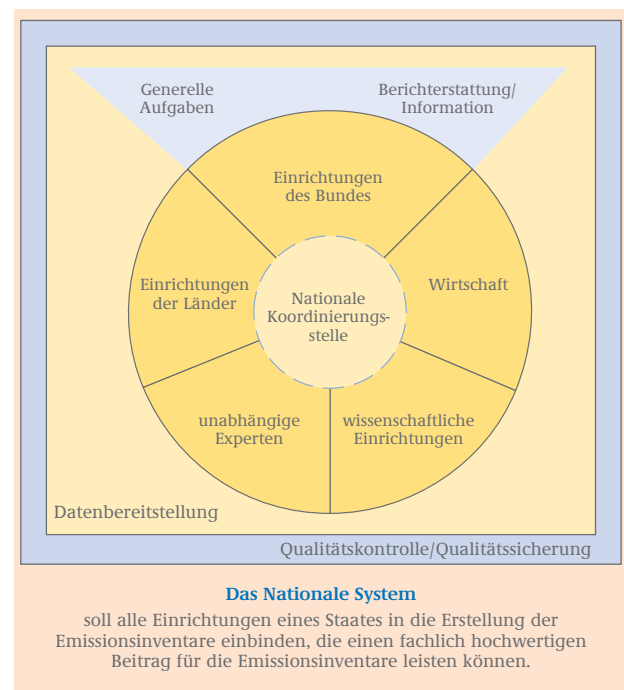 Generelle
Aufgaben
Berichterstattung/
Information
Einrichtungen
des Bundes
Einrichtungen
der Länder
Nationale
Koordinierungs-
stelle
Wirtschaft
unabhängige
Experten
wissenschaftliche
Einrichtungen
Datenbereitstellung
Qualitätskontrolle/Qualitätssicherung
Das Nationale System
soll alle Einrichtungen eines Staates in die Erstellung der
Emissionsinventare einbinden, die einen fachlich hochwertigen
Beitrag für die Emissionsinventare leisten können.